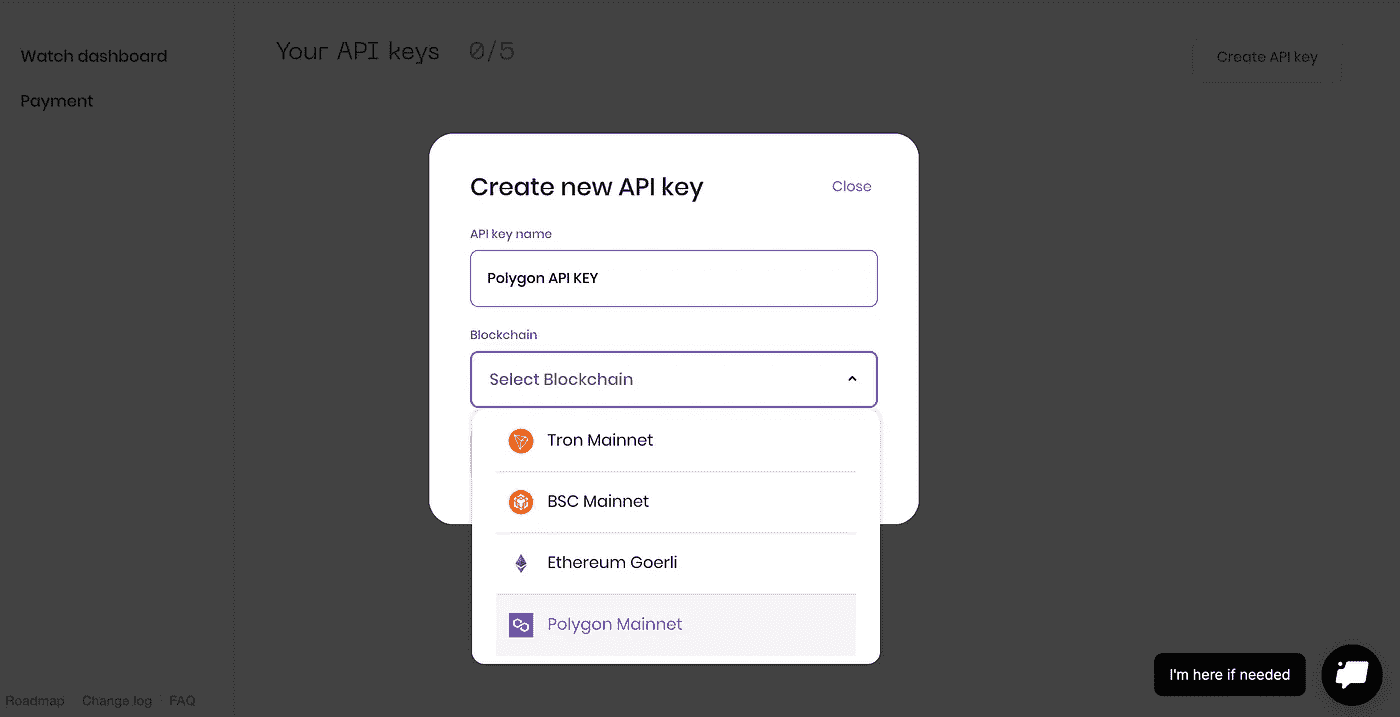 Watch dashboard
Payment
Your API keys 0/5
Create API key
Create new API key
Close
API key name
Polygon API KEY
Blockchain
Select Blockchain
Tron Mainnet
BSC Mainnet
Ethereum Goerli
Polygon Mainnet
I'm here if needed
Roadmap Change log FAQ